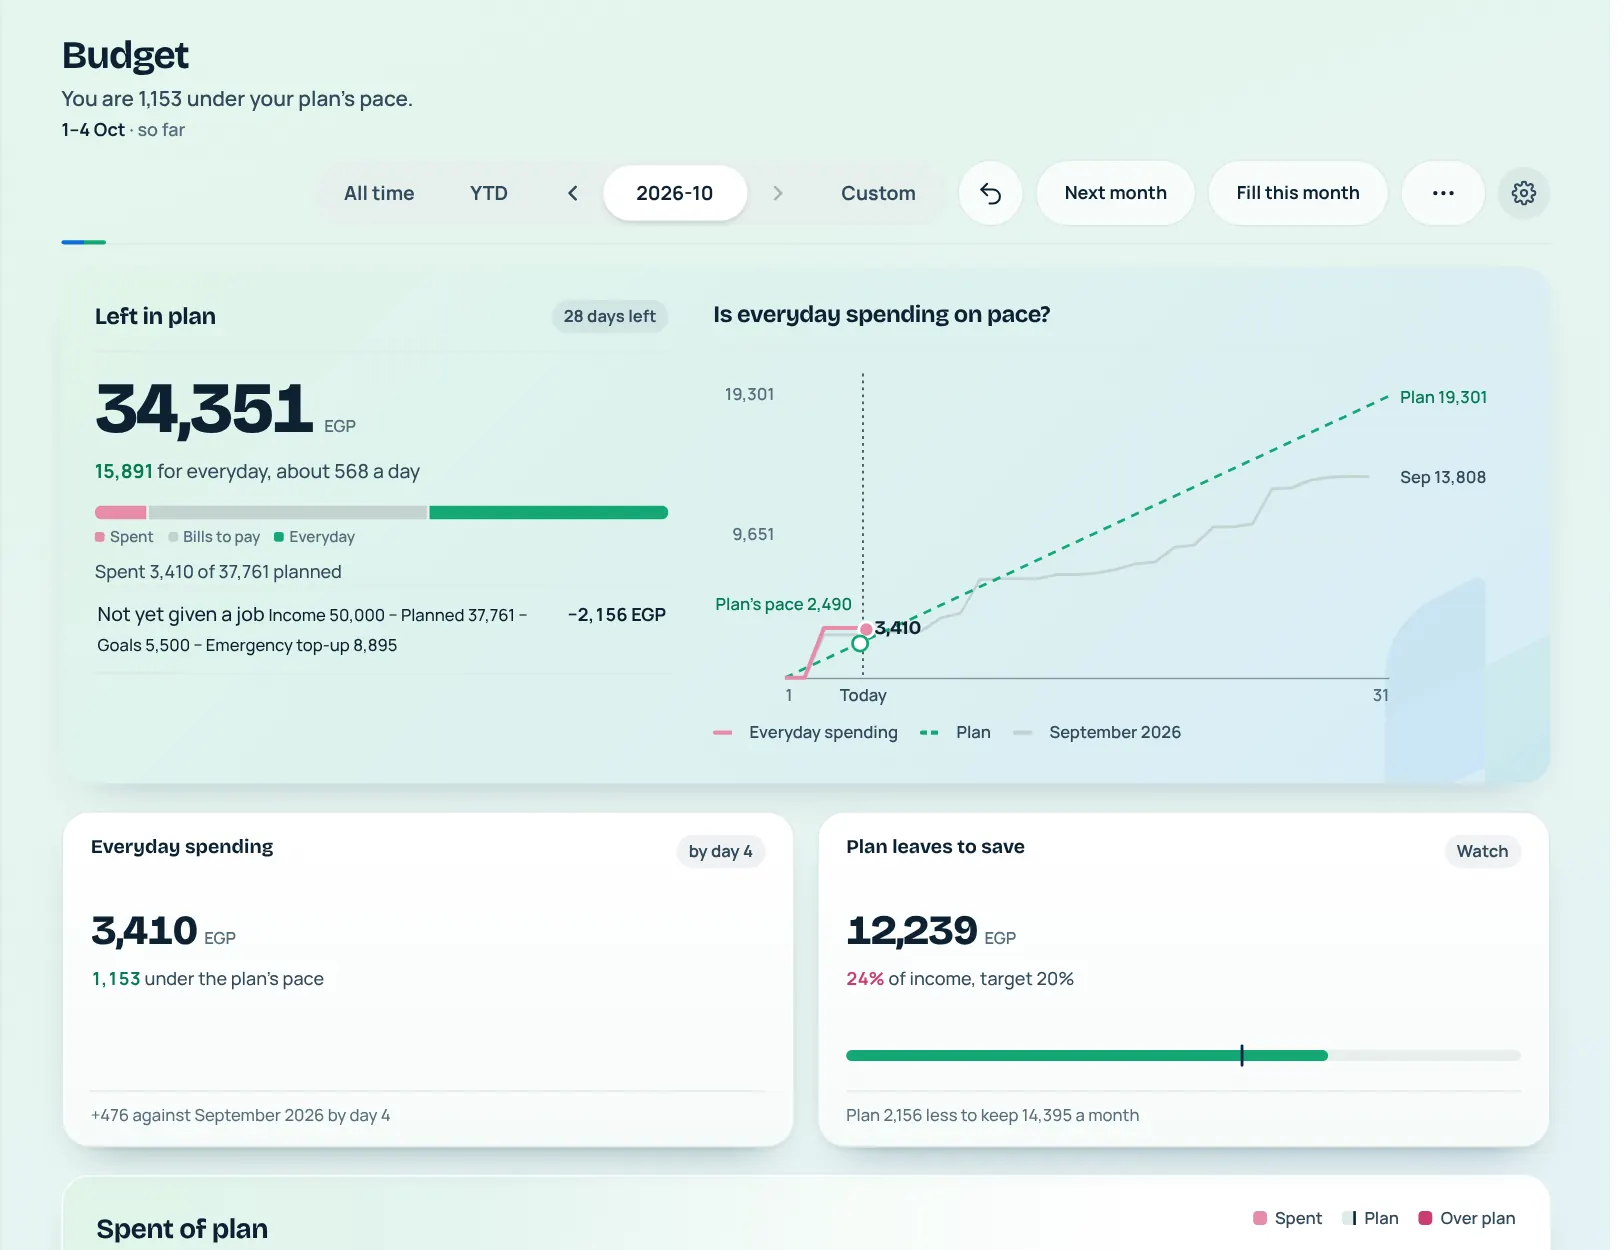 Budget
You are 1,153 under your plan's pace.
1–4 Oct · so far
All time YTD 2026-10 Custom Next month Fill this month
Left in plan
28 days left
34,351 EGP
15,891 for everyday, about 568 a day
Spent Bills to pay Everyday
Spent 3,410 of 37,761 planned
Not yet given a job Income 50,000 – Planned 37,761 –
Goals 5,500 – Emergency top-up 8,895
−2,156 EGP
Is everyday spending on pace?
19,301
Plan 19,301
Sep 13,808
9,651
Plan's pace 2,490
3,410
1 Today 31
Everyday spending Plan September 2026
Everyday spending
by day 4
3,410 EGP
1,153 under the plan's pace
+476 against September 2026 by day 4
Plan leaves to save
Watch
12,239 EGP
24% of income, target 20%
Plan 2,156 less to keep 14,395 a month
Spent of plan
Spent Plan Over plan